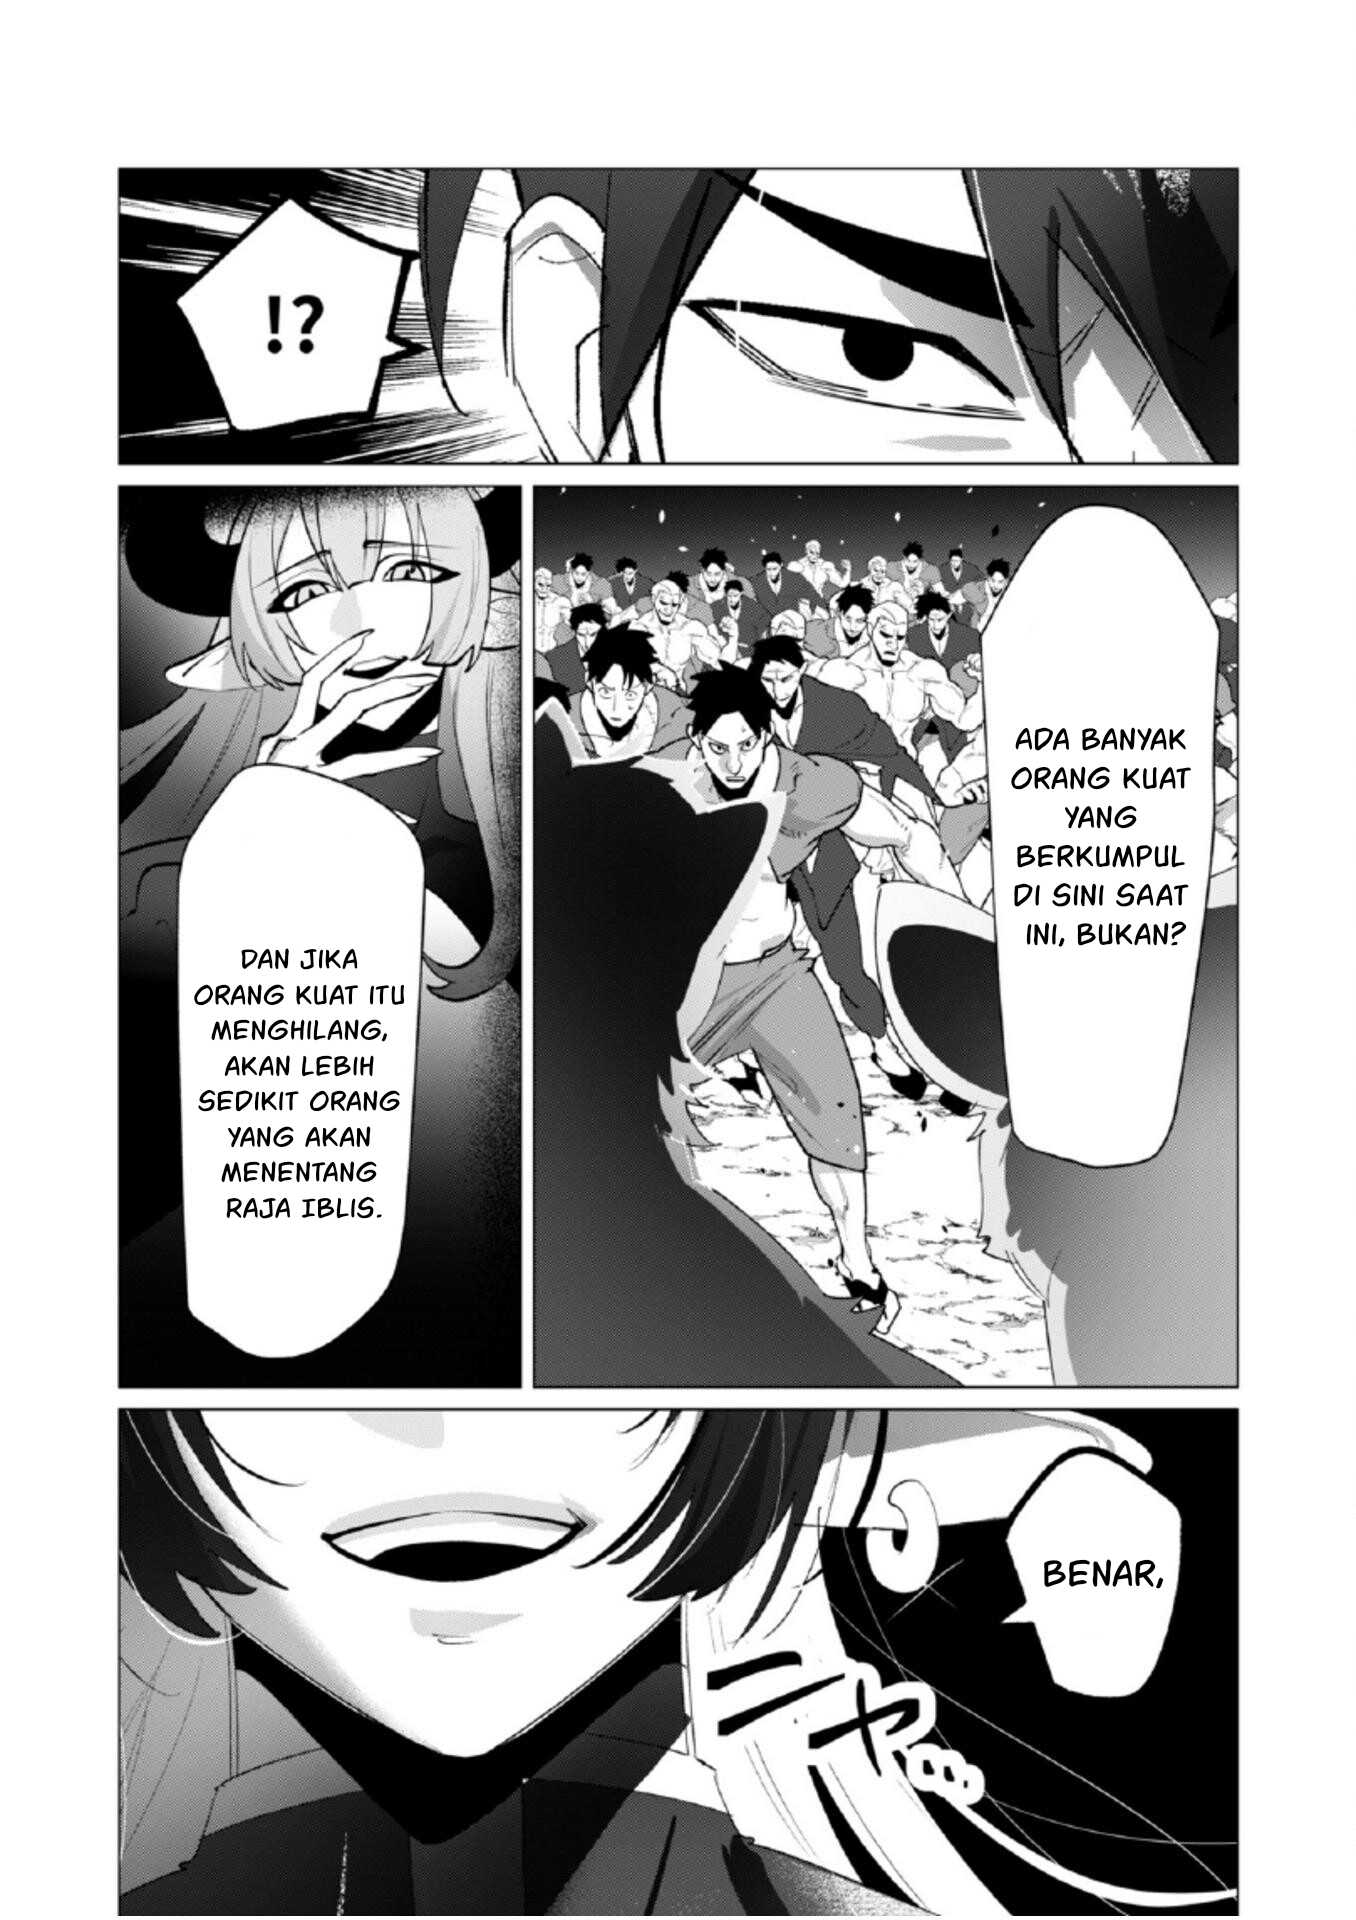 !?
ADA BANYAK
ORANG KUAT
YANG
BERKUMPUL
DI SINI SAAT
INI, BUKAN?
DAN JIKA
ORANG KUAT ITU
MENGHILANG,
AKAN LEBIH
SEDIKIT ORANG
YANG AKAN
MENENTANG
RAJA IBLIS.
BENAR,
ニヤ…